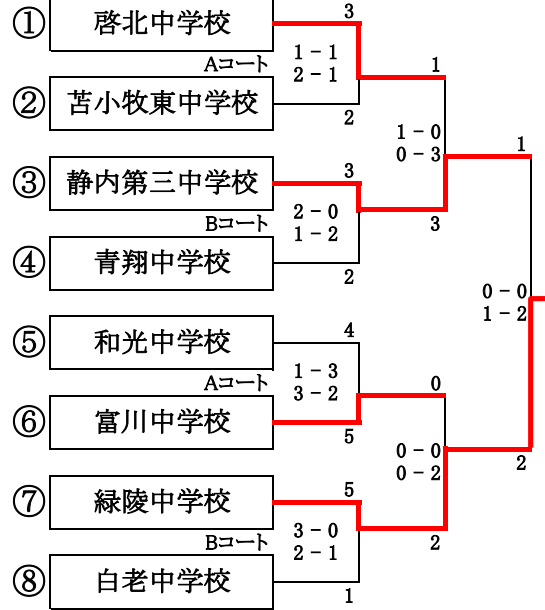 ① 啓北中学校 3
1－1
Aコート 2－1 1
② 苫小牧東中学校 2
1－0
0－3 1
③ 静内第三中学校 3
2－0
Bコート 1－2 3
④ 青翔中学校 2
0－0
1－2
⑤ 和光中学校 4
1－3
Aコート 3－2 0
⑥ 富川中学校 5
0－0
0－2 2
⑦ 緑陵中学校 5
3－0
Bコート 2－1 2
⑧ 白老中学校 1